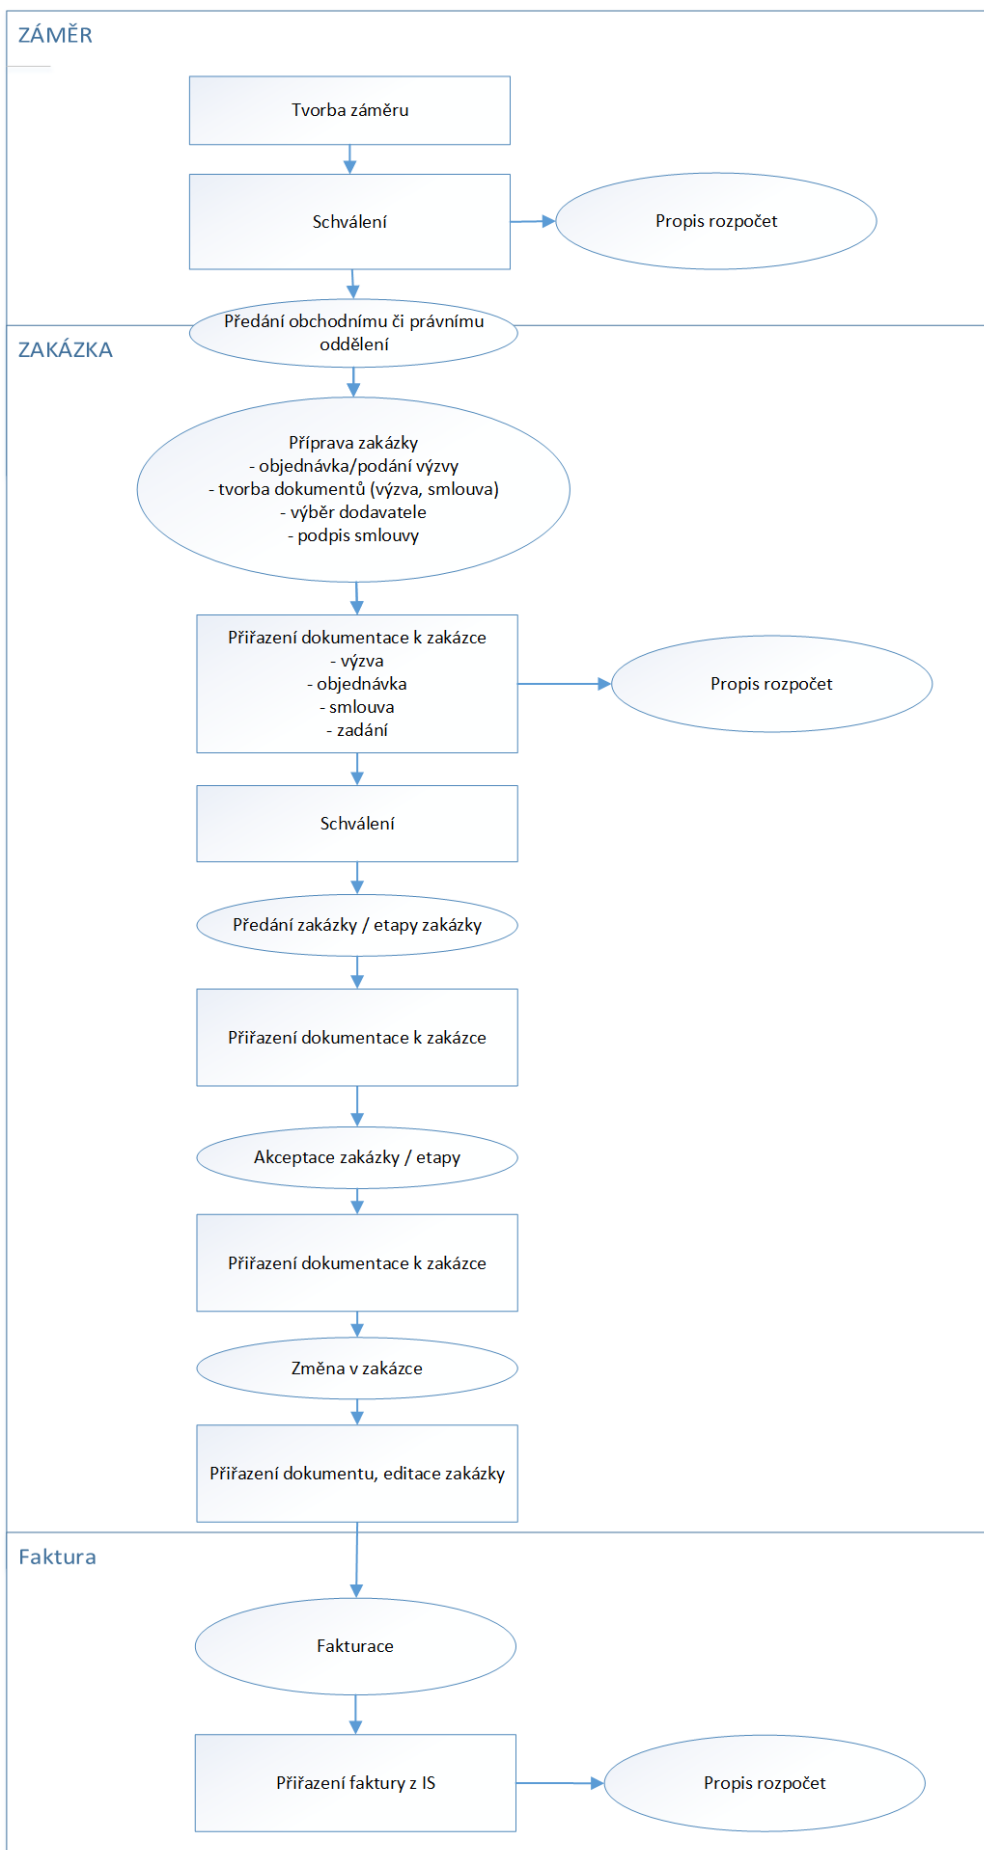 ZÁMĚR
Tvorba záměru
Schválení
Propis rozpočet
Předání obchodnímu či právnímu
oddělení
ZAKÁZKA
Příprava zakázky
- objednávka/podání výzvy
- tvorba dokumentů (výzva, smlouva)
- výběr dodavatele
- podpis smlouvy
Přiřazení dokumentace k zakázce
- výzva
- objednávka
- smlouva
- zadání
Propis rozpočet
Schválení
Předání zakázky / etapy zakázky
Přiřazení dokumentace k zakázce
Akceptace zakázky / etapy
Přiřazení dokumentace k zakázce
Změna v zakázce
Přiřazení dokumentu, editace zakázky
Faktura
Fakturace
Přiřazení faktury z IS
Propis rozpočet